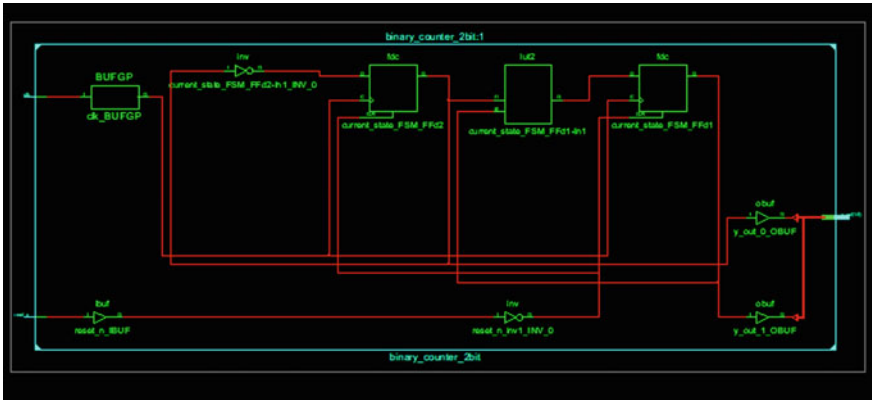 binary_counter_2bit:1
inv
fdc
lut2
fdc
BUFGP
current_state_FSM_FFd2-In1_INV_0
clk_BUFGP
current_state_FSM_FFd2
current_state_FSM_FFd1-In1
current_state_FSM_FFd1
obuf
y_out_0_OBUF
ibuf
inv
obuf
reset_n_IBUF
reset_n_inv1_INV_0
y_out_1_OBUF
binary_counter_2bit